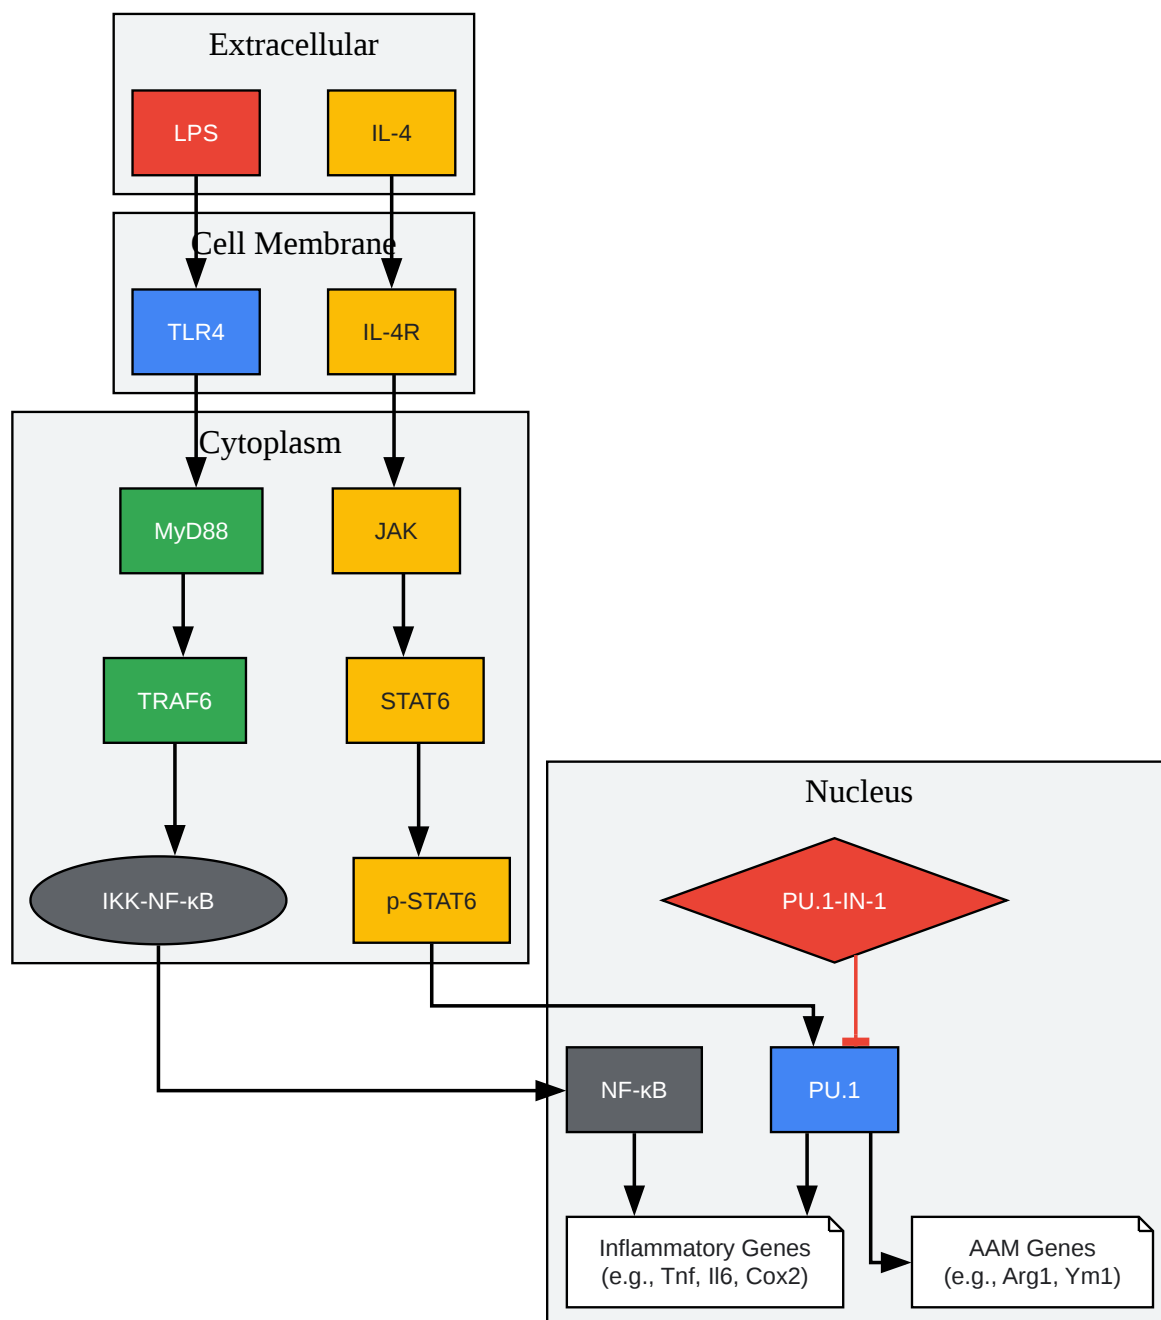 Extracellular
LPS
IL-4
Cell Membrane
TLR4
IL-4R
Cytoplasm
MyD88
JAK
TRAF6
STAT6
Nucleus
IKK-NF-κB
p-STAT6
PU.1-IN-1
NF-κB
PU.1
Inflammatory Genes
(e.g., Tnf, Il6, Cox2)
AAM Genes
(e.g., Arg1, Ym1)